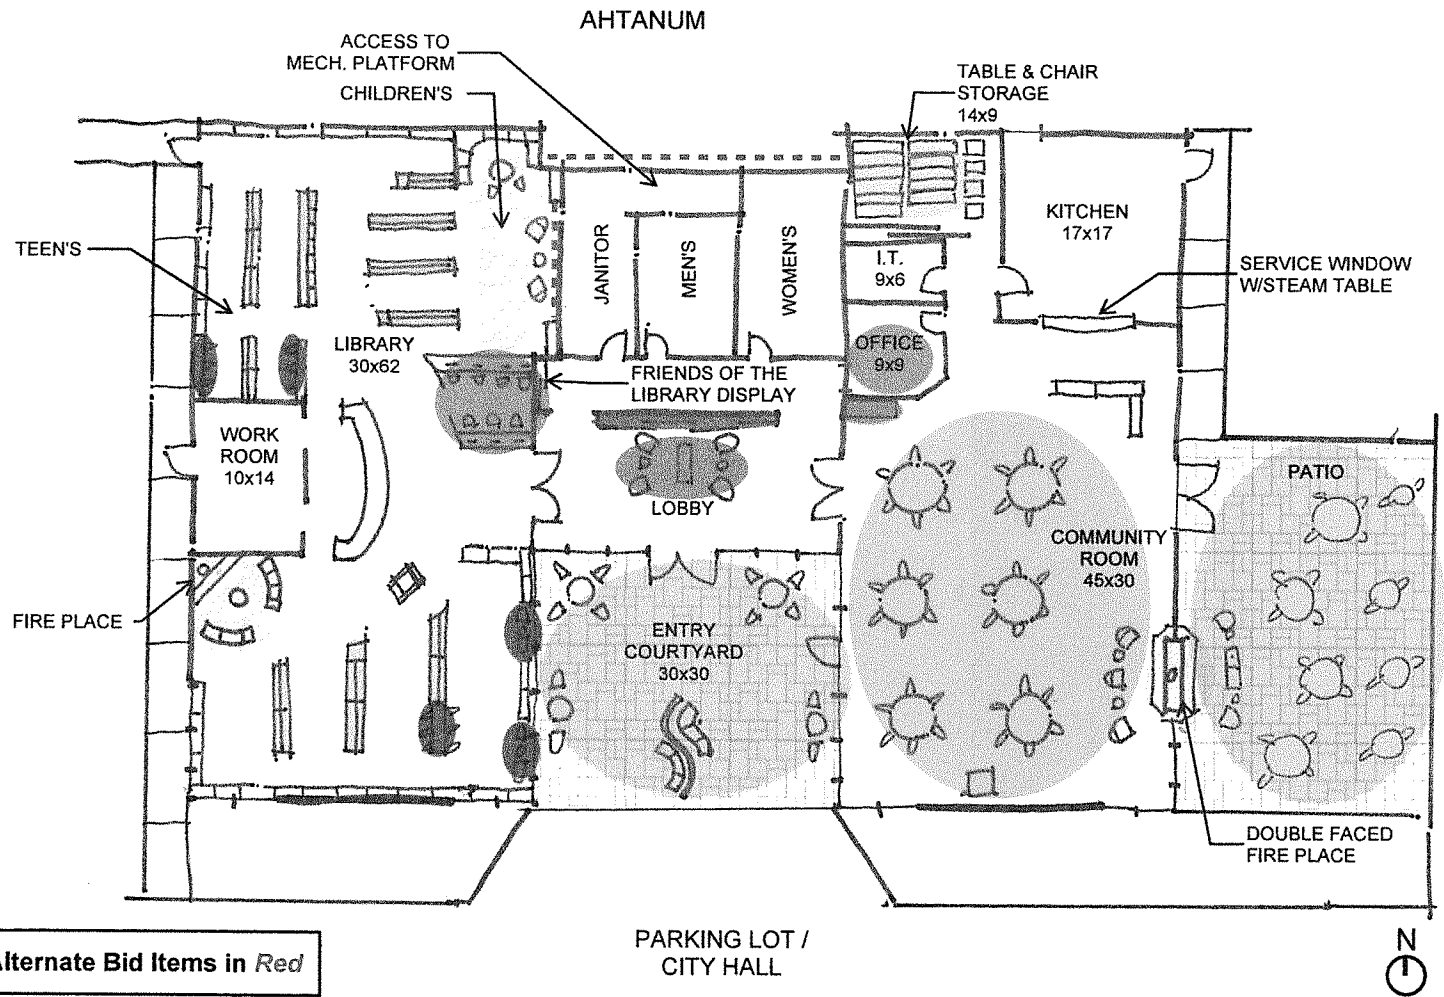 AHTANUM
ACCESS TO
MECH. PLATFORM
CHILDREN'S
TABLE & CHAIR
STORAGE
14x9
TEEN'S
JANITOR
MEN'S
WOMEN'S
KITCHEN
17x17
I.T.
9x6
SERVICE WINDOW
W/STEAM TABLE
LIBRARY
30x62
OFFICE
9x9
FRIENDS OF THE
LIBRARY DISPLAY
WORK
ROOM
10x14
LOBBY
PATIO
COMMUNITY
ROOM
45x30
FIRE PLACE
ENTRY
COURTYARD
30x30
DOUBLE FACED
FIRE PLACE
PARKING LOT /
CITY HALL
N
Alternate Bid Items in Red